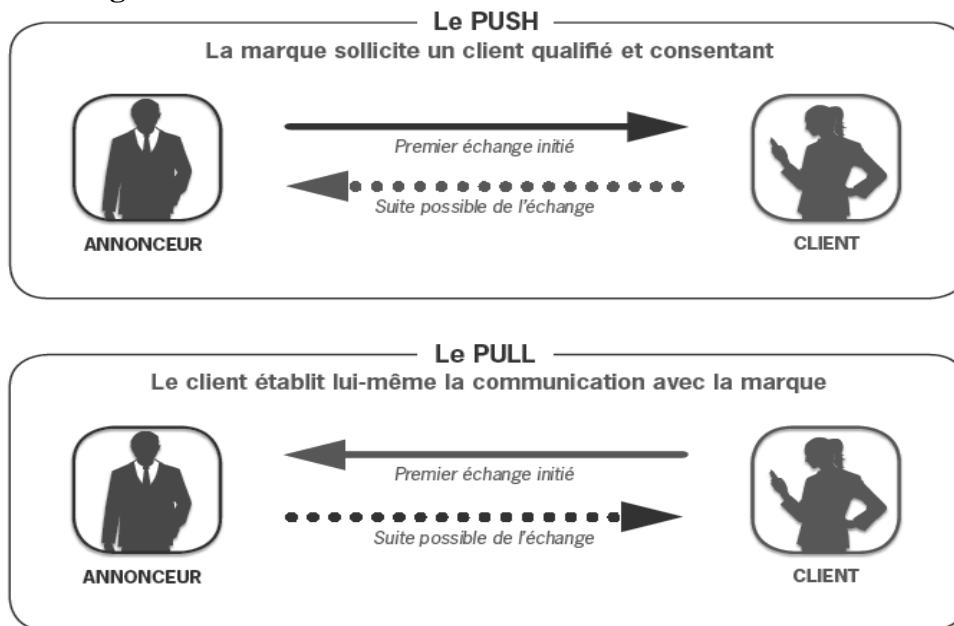 Le PUSH
La marque sollicite un client qualifié et consentant
Premier échange initié
Suite possible de l'échange
ANNONCEUR
CLIENT
Le PULL
Le client établit lui-même la communication avec la marque
Premier échange initié
Suite possible de l'échange
ANNONCEUR
CLIENT